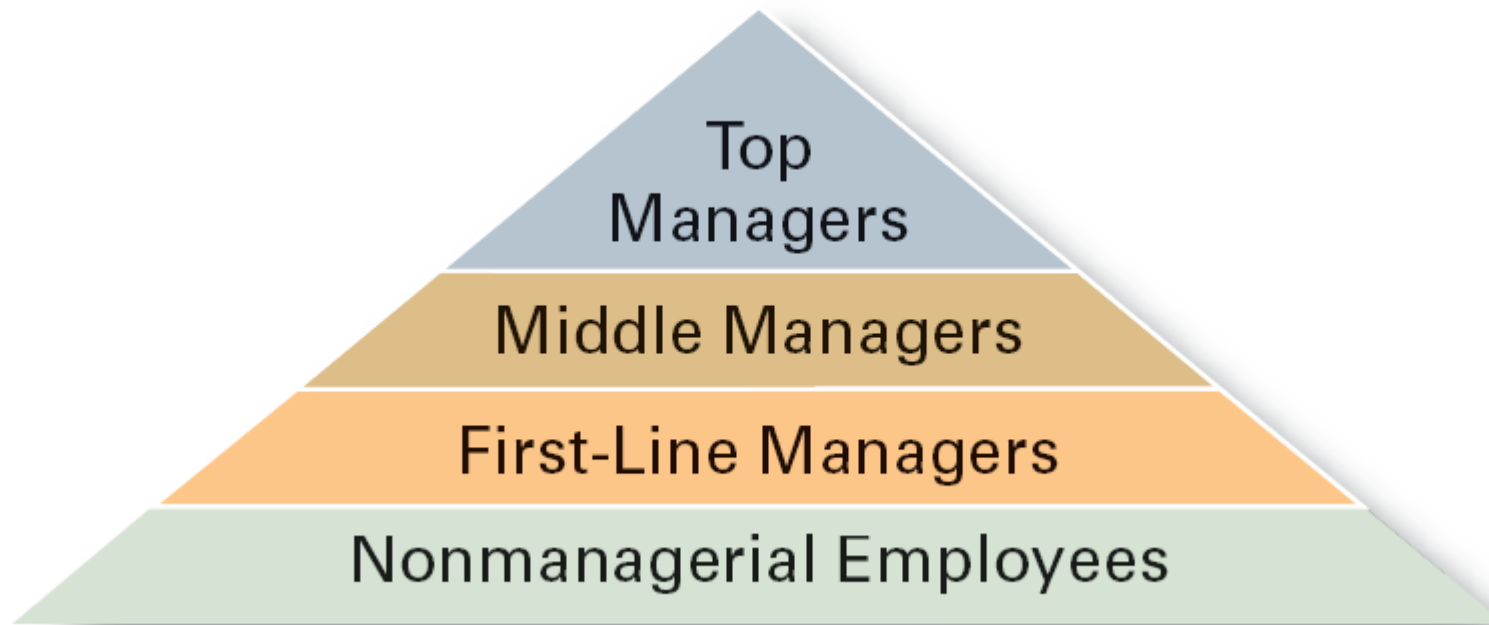 Top
Managers
Middle Managers
First-Line Managers
Nonmanagerial Employees